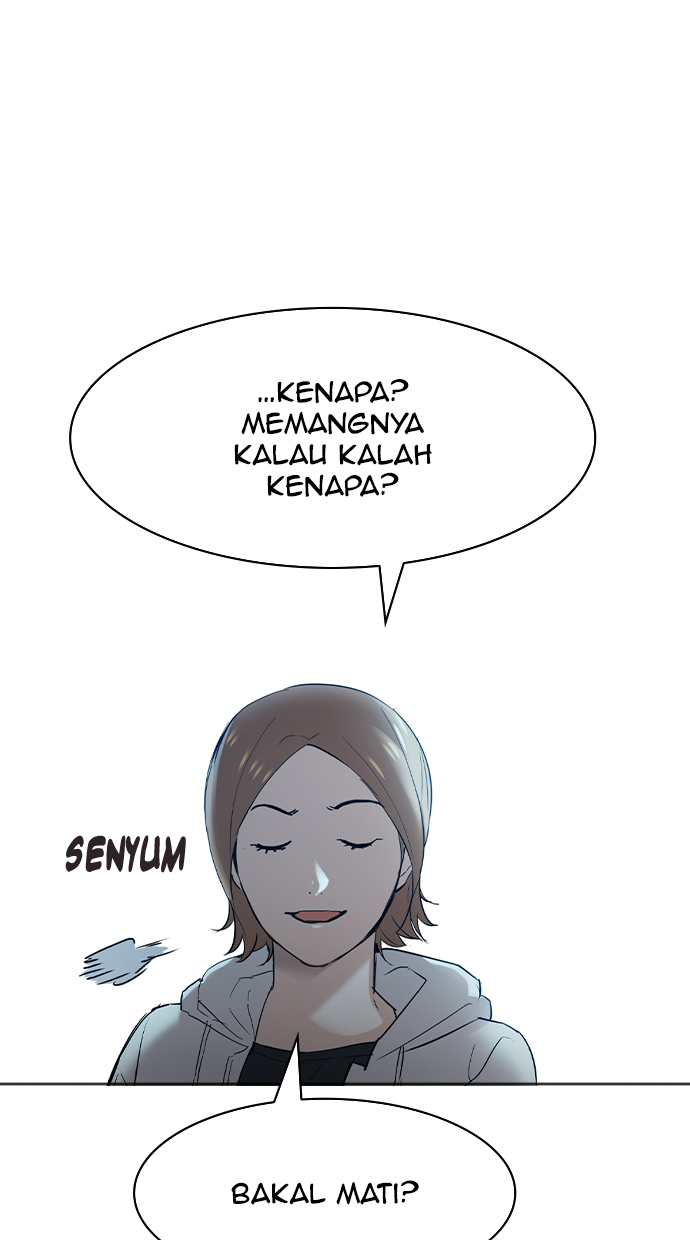 ...KENAPA?
MEMANGNYA
KALAU KALAH
KENAPA?
SENYUM
BAKAL MATI?